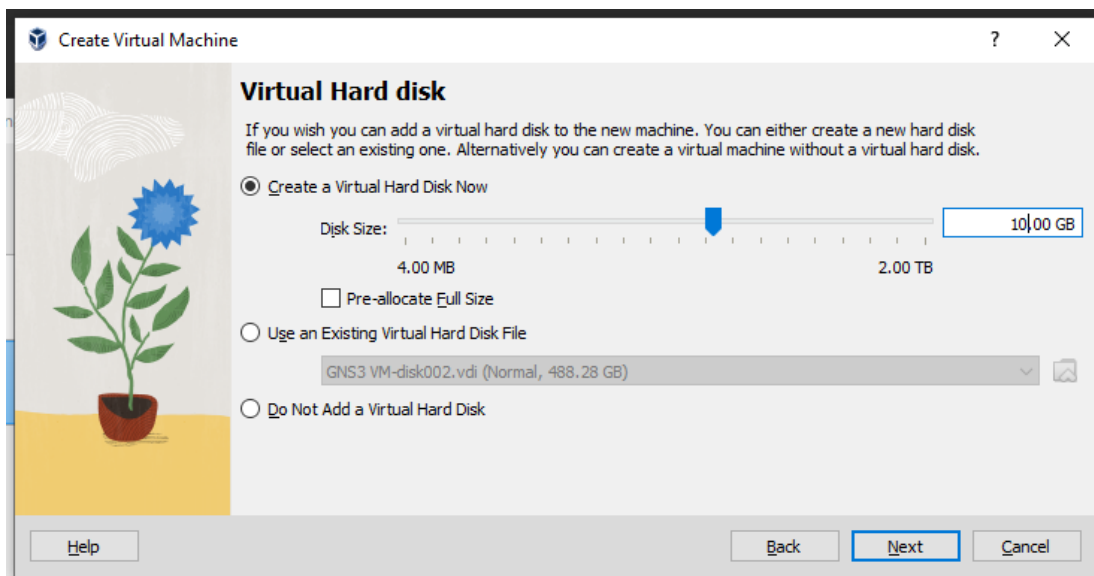 Create Virtual Machine
?
Virtual Hard disk
If you wish you can add a virtual hard disk to the new machine. You can either create a new hard disk
file or select an existing one. Alternatively you can create a virtual machine without a virtual hard disk.
Create a Virtual Hard Disk Now
Disk Size:
10.00 GB
4.00 MB
2.00 TB
Pre-allocate Full Size
Use an Existing Virtual Hard Disk File
GNS3 VM-disk002.vdi (Normal, 488.28 GB)
Do Not Add a Virtual Hard Disk
Help
Back
Next
Cancel